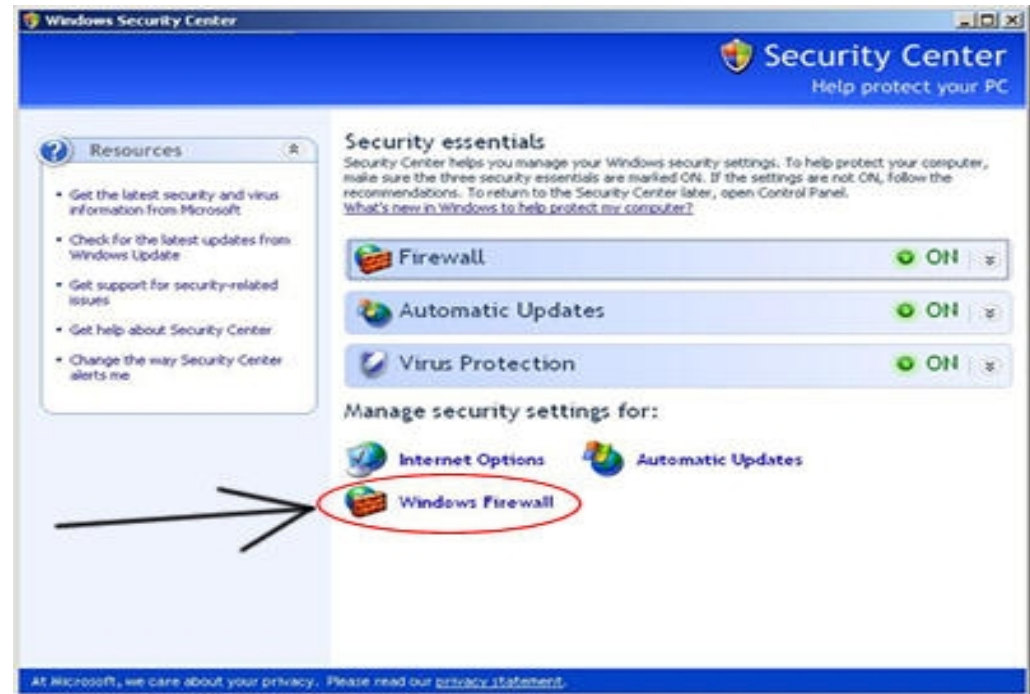 Windows Security Center
Security Center
Help protect your PC
Resources
• Get the latest security and virus
information from Microsoft
• Check for the latest updates from
Windows Update
• Get support for security-related
issues
• Get help about Security Center
• Change the way Security Center
alerts me
Security essentials
Security Center helps you manage your Windows security settings. To help protect your computer,
make sure the three security essentials are marked ON. If the settings are not ON, follow the
recommendations. To return to the Security Center later, open Control Panel.
What's new in Windows to help protect my computer?
Firewall ON
Automatic Updates ON
Virus Protection ON
Manage security settings for:
Internet Options Automatic Updates
Windows Firewall
At Microsoft, we care about your privacy. Please read our privacy statement.